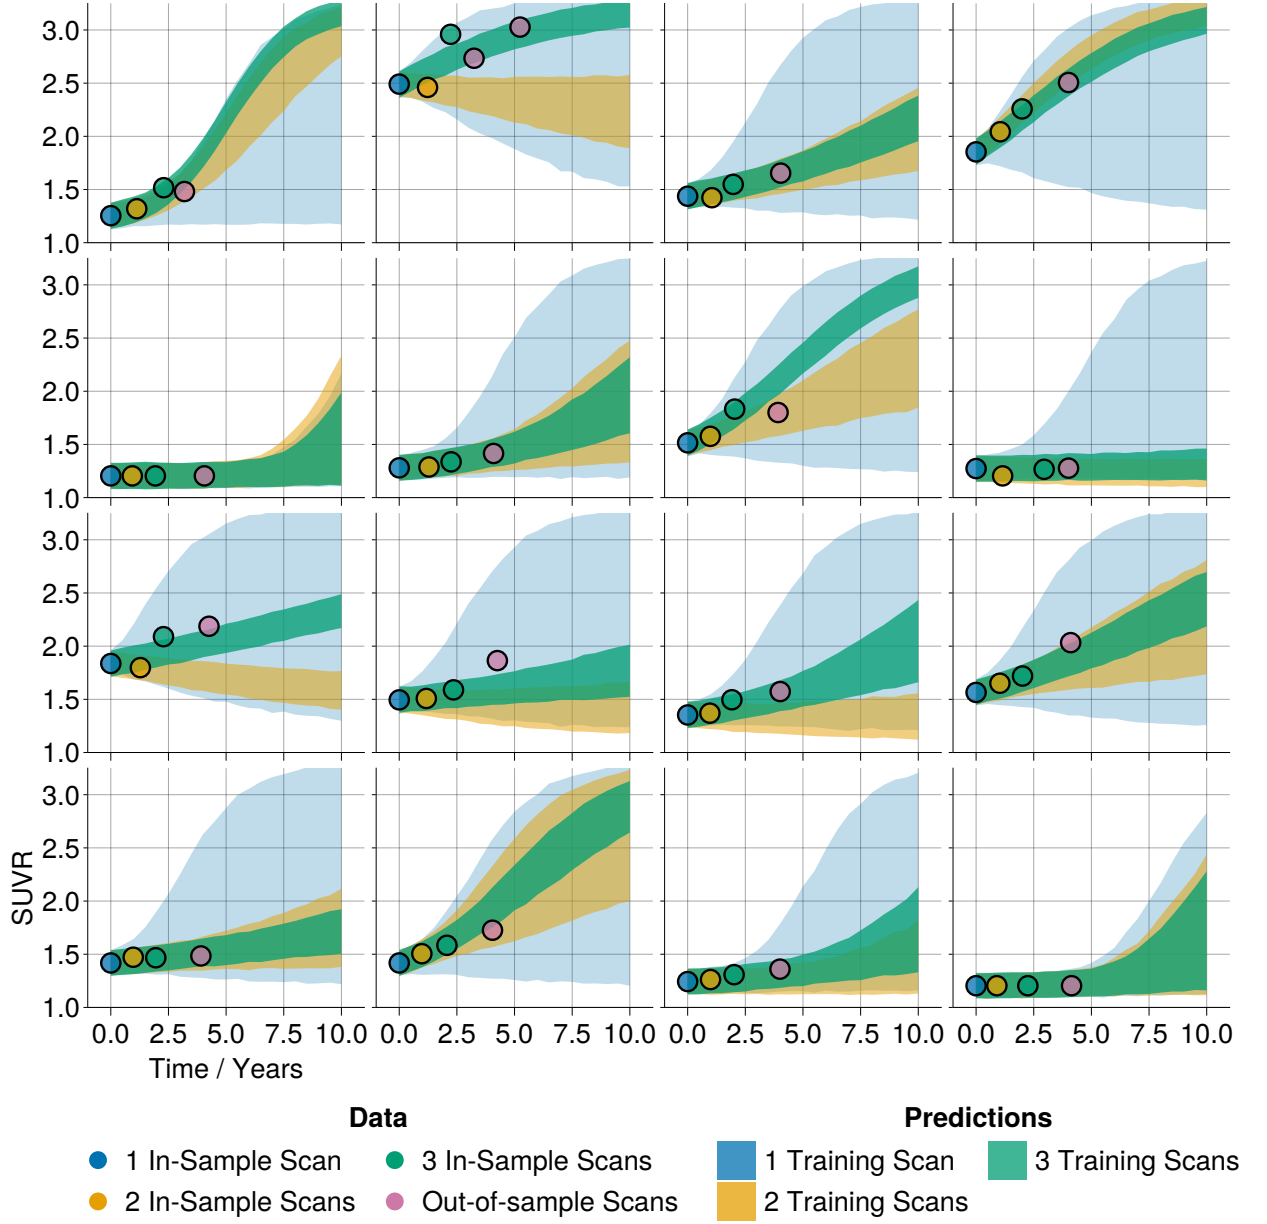 3.0
2.5
2.0
1.5
1.0
3.0
2.5
2.0
1.5
1.0
3.0
2.5
2.0
1.5
1.0
3.0
2.5
2.0
1.5
1.0
SUVR
0.0 2.5 5.0 7.5 10.0 0.0 2.5 5.0 7.5 10.0 0.0 2.5 5.0 7.5 10.0 0.0 2.5 5.0 7.5 10.0
Time / Years
Data
1 In-Sample Scan
3 In-Sample Scans
2 In-Sample Scans
Out-of-sample Scans
Predictions
1 Training Scan
3 Training Scans
2 Training Scans